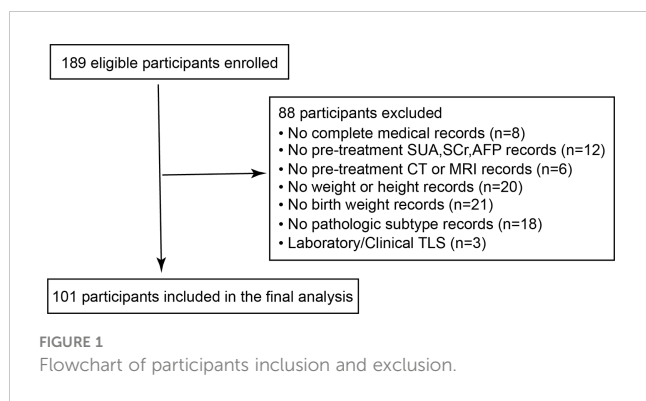 189 eligible participants enrolled
88 participants excluded
• No complete medical records (n=8)
• No pre-treatment SUA,SCr,AFP records (n=12)
• No pre-treatment CT or MRI records (n=6)
• No weight or height records (n=20)
• No birth weight records (n=21)
• No pathologic subtype records (n=18)
• Laboratory/Clinical TLS (n=3)
101 participants included in the final analysis
FIGURE 1
Flowchart of participants inclusion and exclusion.